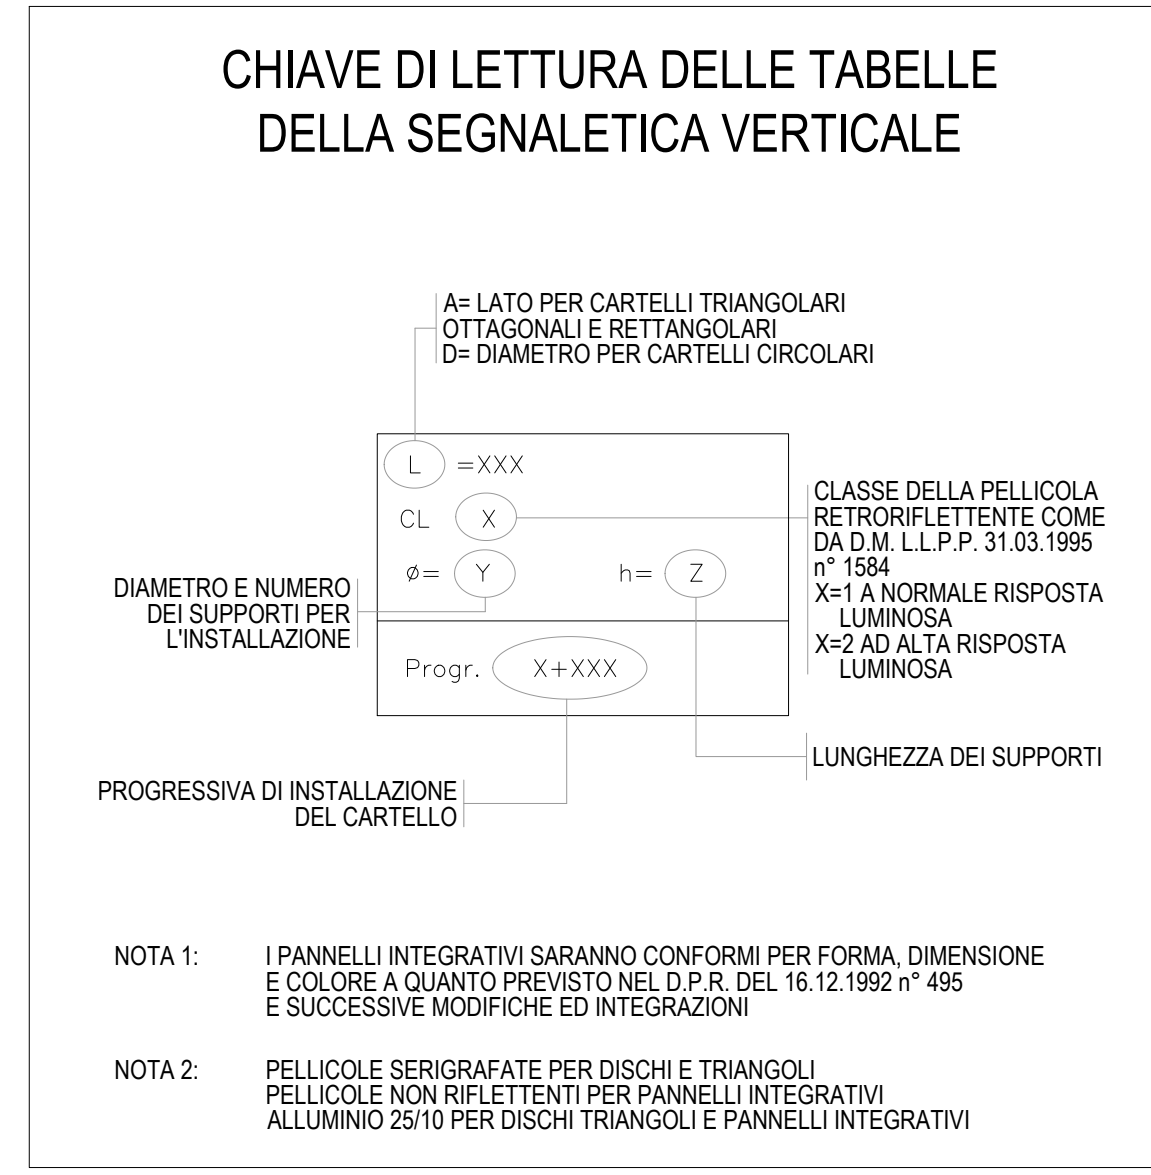 CHIAVE DI LETTURA DELLE TABELLE
DELLA SEGNALETICA VERTICALE
A= LATO PER CARTELLI TRIANGOLARI
OTTAGONALI E RETTANGOLARI
D= DIAMETRO PER CARTELLI CIRCOLARI
L =XXX
CL X
ø= Y h= Z
Progr. X+XXX
CLASSE DELLA PELLICOLA
RETRORIFLETTENTE COME
DA D.M. L.L.P.P. 31.03.1995
n° 1584
X=1 A NORMALE RISPOSTA
LUMINOSA
X=2 AD ALTA RISPOSTA
LUMINOSA
DIAMETRO E NUMERO
DEI SUPPORTI PER
L'INSTALLAZIONE
LUNGHEZZA DEI SUPPORTI
PROGRESSIVA DI INSTALLAZIONE
DEL CARTELLO
NOTA 1: I PANNELLI INTEGRATIVI SARANNO CONFORMI PER FORMA, DIMENSIONE
E COLORE A QUANTO PREVISTO NEL D.P.R. DEL 16.12.1992 n° 495
E SUCCESSIVE MODIFICHE ED INTEGRAZIONI
NOTA 2: PELLICOLE SERIGRAFATE PER DISCHI E TRIANGOLI
PELLICOLE NON RIFLETTENTI PER PANNELLI INTEGRATIVI
ALLUMINIO 25/10 PER DISCHI TRIANGOLI E PANNELLI INTEGRATIVI